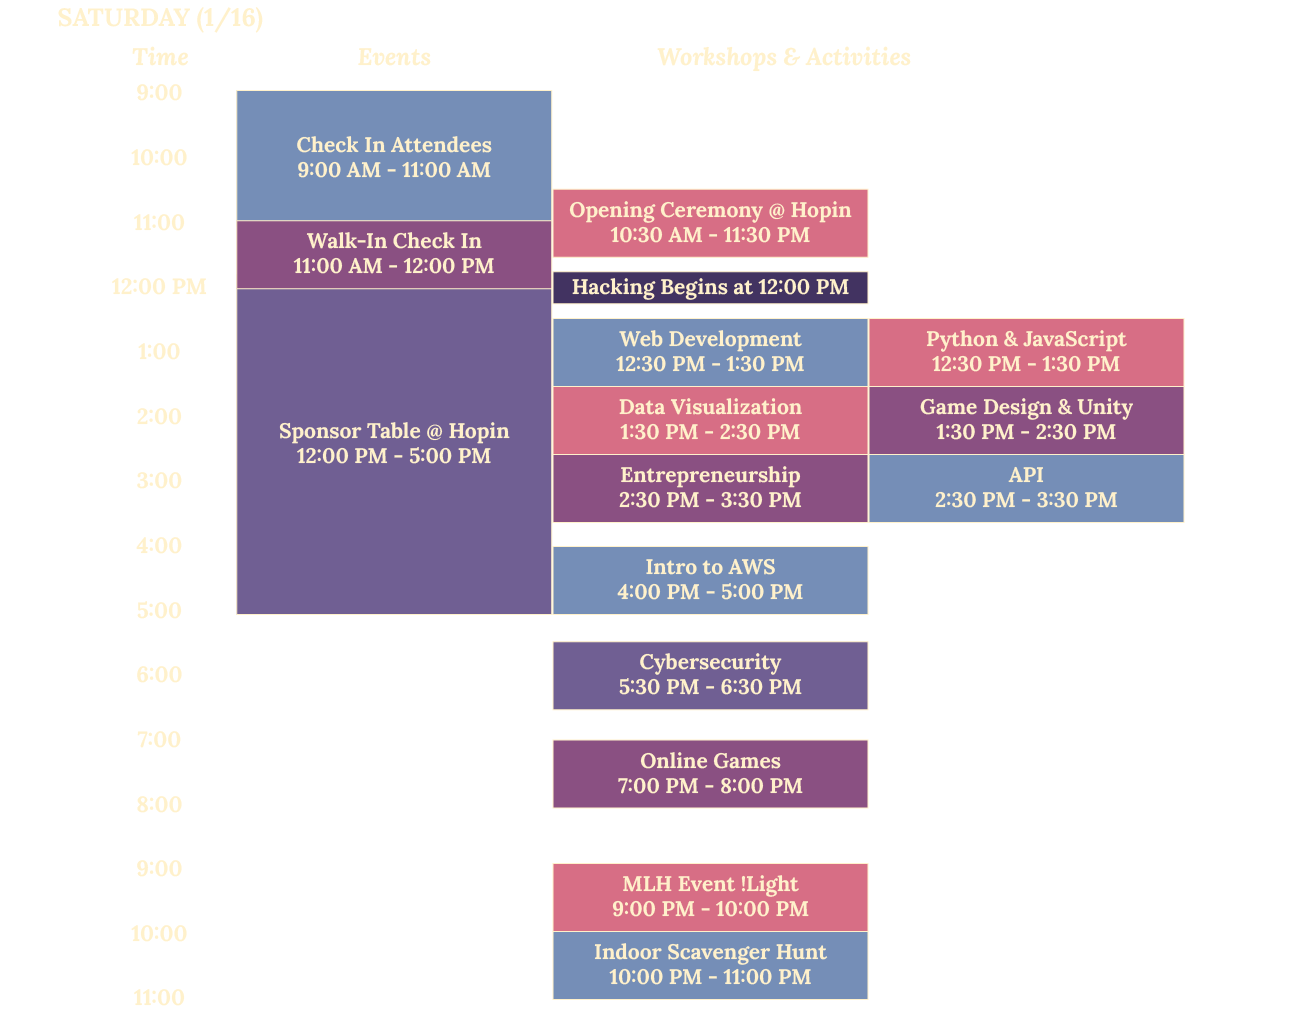 SATURDAY (1/16)
Time
Events
Workshops & Activities
9:00
Check In Attendees
9:00 AM - 11:00 AM
10:00
Opening Ceremony @ Hopin
10:30 AM - 11:30 PM
11:00
Walk-In Check In
11:00 AM - 12:00 PM
12:00 PM
Hacking Begins at 12:00 PM
Sponsor Table @ Hopin
12:00 PM - 5:00 PM
Web Development
12:30 PM - 1:30 PM
Python & JavaScript
12:30 PM - 1:30 PM
1:00
Data Visualization
1:30 PM - 2:30 PM
Game Design & Unity
1:30 PM - 2:30 PM
2:00
Entrepreneurship
2:30 PM - 3:30 PM
API
2:30 PM - 3:30 PM
3:00
4:00
Intro to AWS
4:00 PM - 5:00 PM
5:00
Cybersecurity
5:30 PM - 6:30 PM
6:00
7:00
Online Games
7:00 PM - 8:00 PM
8:00
9:00
MLH Event !Light
9:00 PM - 10:00 PM
10:00
Indoor Scavenger Hunt
10:00 PM - 11:00 PM
11:00